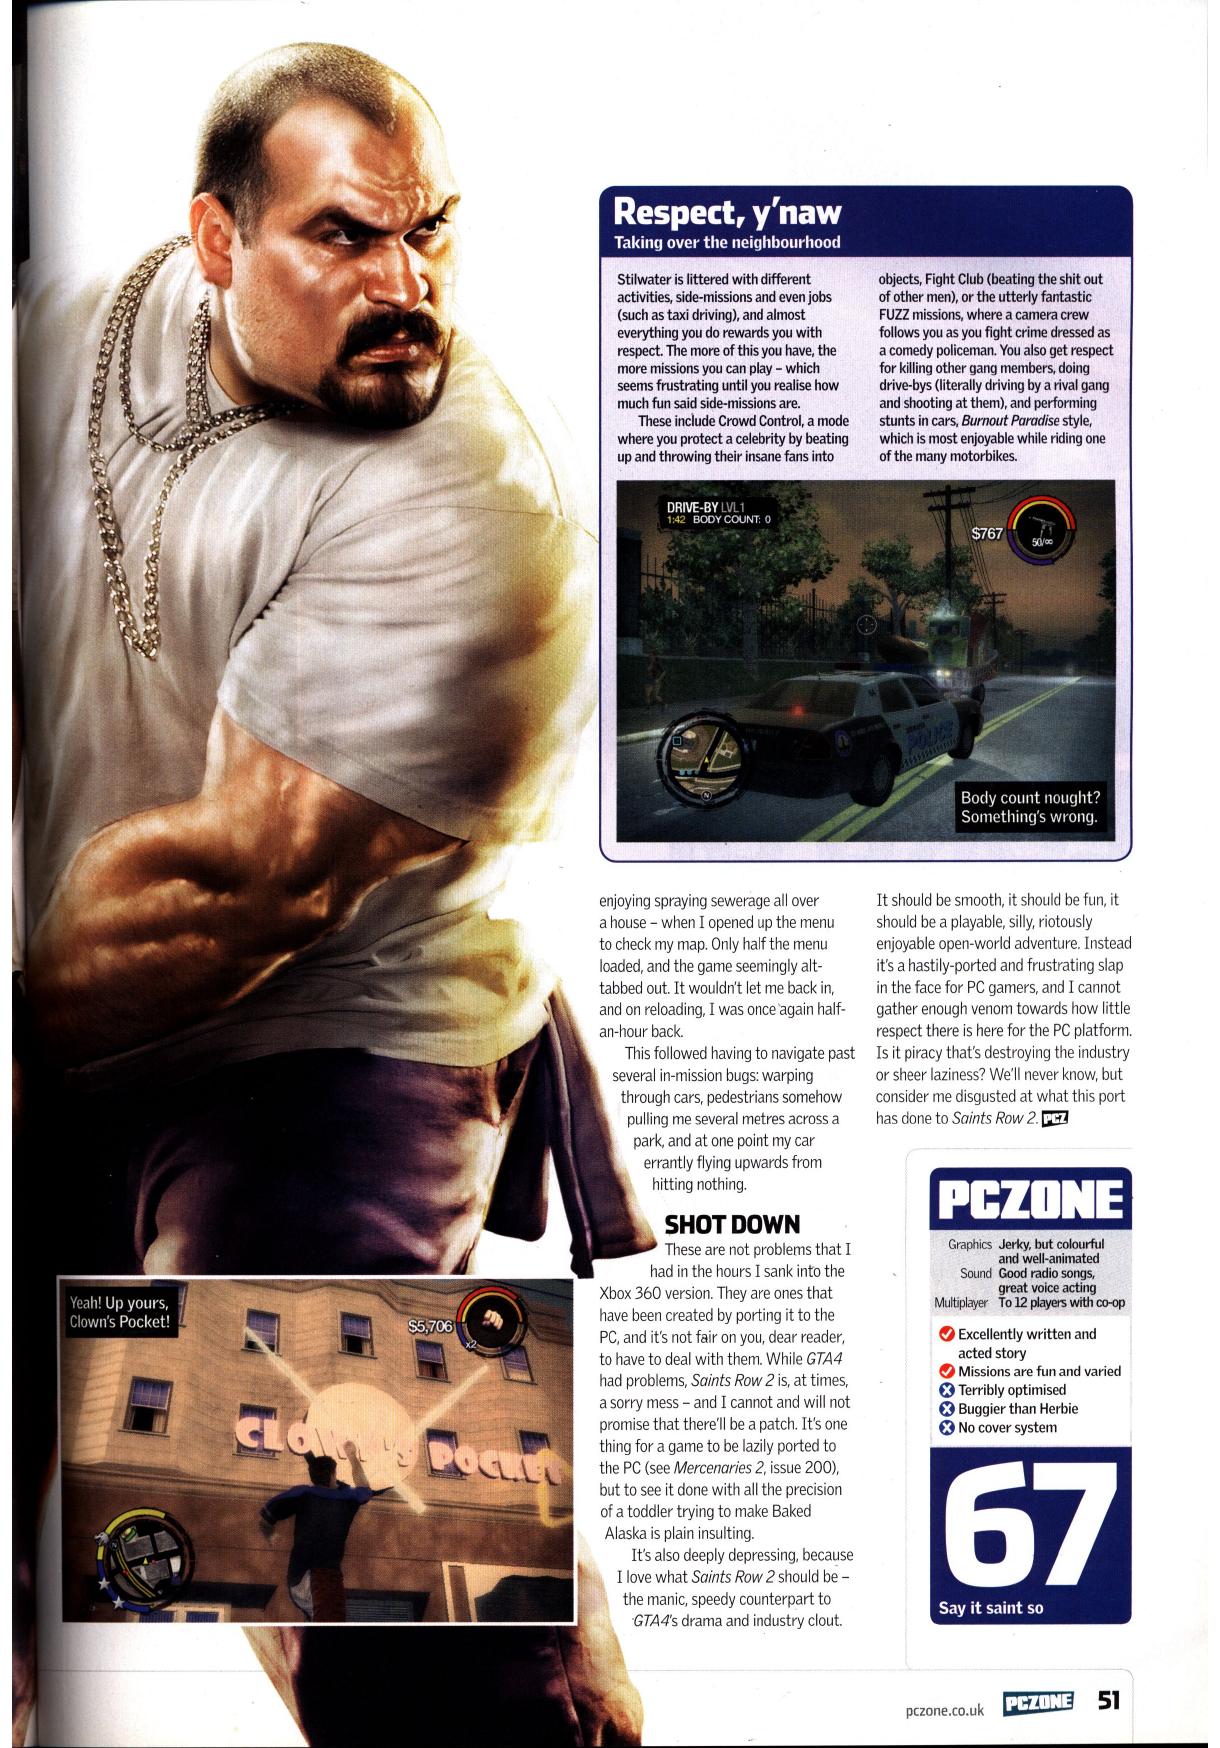 Respect, y'naw
Taking over the neighbourhood
Stilwater is littered with different
activities, side-missions and even jobs
(such as taxi driving), and almost
everything you do rewards you with
respect. The more of this you have, the
more missions you can play – which
seems frustrating until you realise how
much fun said side-missions are.
These include Crowd Control, a mode
where you protect a celebrity by beating
up and throwing their insane fans into
objects, Fight Club (beating the shit out
of other men), or the utterly fantastic
FUZZ missions, where a camera crew
follows you as you fight crime dressed as
a comedy policeman. You also get respect
for killing other gang members, doing
drive-bys (literally driving by a rival gang
and shooting at them), and performing
stunts in cars, Burnout Paradise style,
which is most enjoyable while riding one
of the many motorbikes.
DRIVE-BY LVL1
1:42 BODY COUNT: 0
$767
50/∞
POLICE
N
Body count nought?
Something's wrong.
enjoying spraying sewerage all over
a house – when I opened up the menu
to check my map. Only half the menu
loaded, and the game seemingly alt-
tabbed out. It wouldn't let me back in,
and on reloading, I was once again half-
an-hour back.
This followed having to navigate past
several in-mission bugs: warping
through cars, pedestrians somehow
pulling me several metres across a
park, and at one point my car
errantly flying upwards from
hitting nothing.
SHOT DOWN
These are not problems that I
had in the hours I sank into the
Xbox 360 version. They are ones that
have been created by porting it to the
PC, and it's not fair on you, dear reader,
to have to deal with them. While GTA4
had problems, Saints Row 2 is, at times,
a sorry mess – and I cannot and will not
promise that there'll be a patch. It's one
thing for a game to be lazily ported to
the PC (see Mercenaries 2, issue 200),
but to see it done with all the precision
of a toddler trying to make Baked
Alaska is plain insulting.
It's also deeply depressing, because
I love what Saints Row 2 should be –
the manic, speedy counterpart to
GTA4's drama and industry clout.
It should be smooth, it should be fun, it
should be a playable, silly, riotously
enjoyable open-world adventure. Instead
it's a hastily-ported and frustrating slap
in the face for PC gamers, and I cannot
gather enough venom towards how little
respect there is here for the PC platform.
Is it piracy that's destroying the industry
or sheer laziness? We'll never know, but
consider me disgusted at what this port
has done to Saints Row 2. PCZ
Yeah! Up yours,
Clown's Pocket!
$5,706
x2
CLOWN'S POCKET
N
PCZONE
Graphics Jerky, but colourful
and well-animated
Sound Good radio songs,
great voice acting
Multiplayer To 12 players with co-op
Excellently written and
acted story
Missions are fun and varied
Terribly optimised
Buggier than Herbie
No cover system
67
Say it saint so
pczone.co.uk PCZONE 51